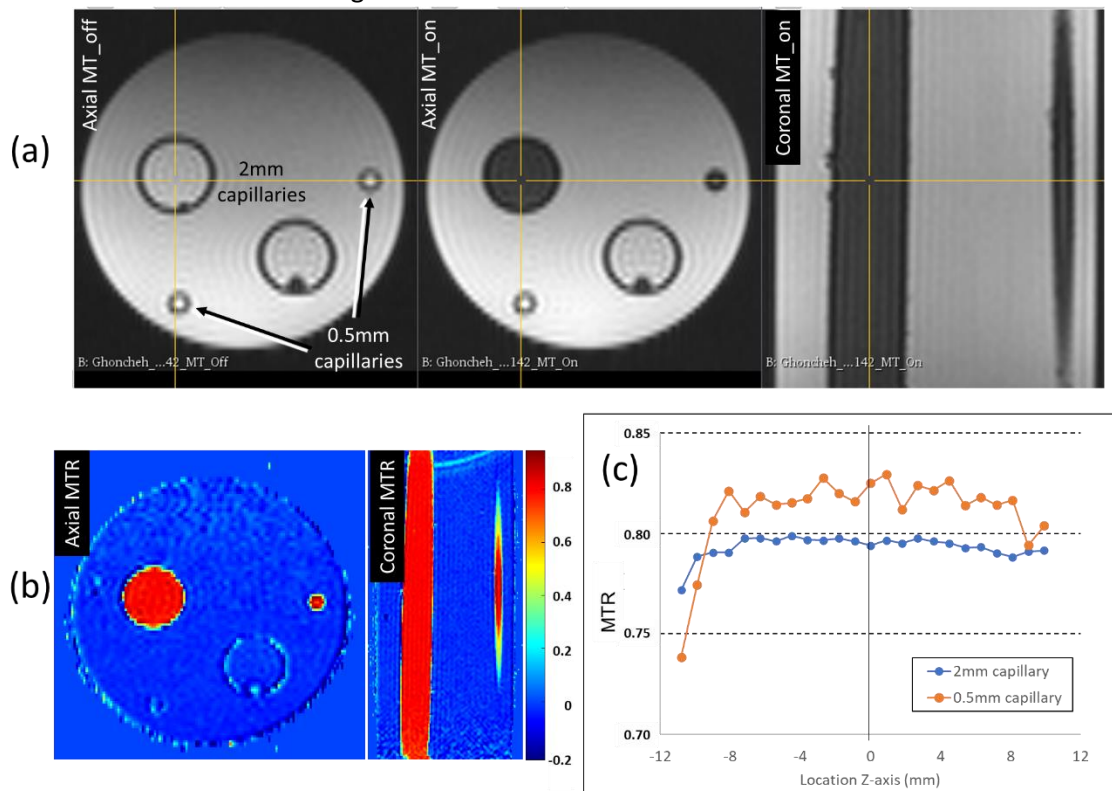 (a)
Axial MT_off
2mm
capillaries
0.5mm
capillaries
B: Ghoncheh_...42_MT_Off
Axial MT_on
B: Ghoncheh_...142_MT_On
Coronal MT_on
B: Ghoncheh_...142_MT_On
(b)
Axial MTR
Coronal MTR
0.8
0.6
0.4
0.2
0
-0.2
(c)
MTR
0.85
0.80
0.75
0.70
-12
-8
-4
0
4
8
12
Location Z-axis (mm)
2mm capillary
0.5mm capillary